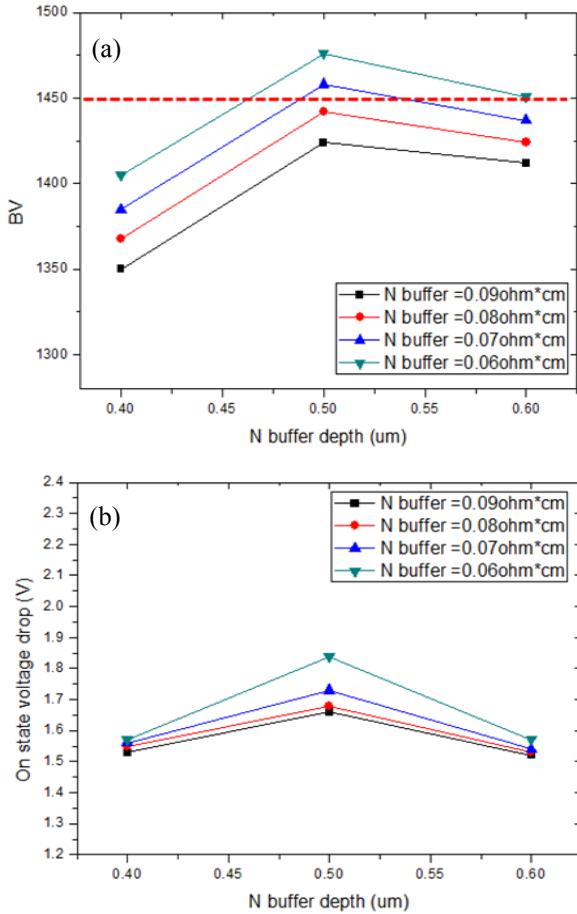 (a)
1500
1450
1400
1350
1300
BV
N buffer =0.09ohm*cm
N buffer =0.08ohm*cm
N buffer =0.07ohm*cm
N buffer =0.06ohm*cm
0.40 0.45 0.50 0.55 0.60
N buffer depth (um)
(b)
2.4
2.3
2.2
2.1
2.0
1.9
1.8
1.7
1.6
1.5
1.4
1.3
1.2
On state voltage drop (V)
N buffer =0.09ohm*cm
N buffer =0.08ohm*cm
N buffer =0.07ohm*cm
N buffer =0.06ohm*cm
0.40 0.45 0.50 0.55 0.60
N buffer depth (um)